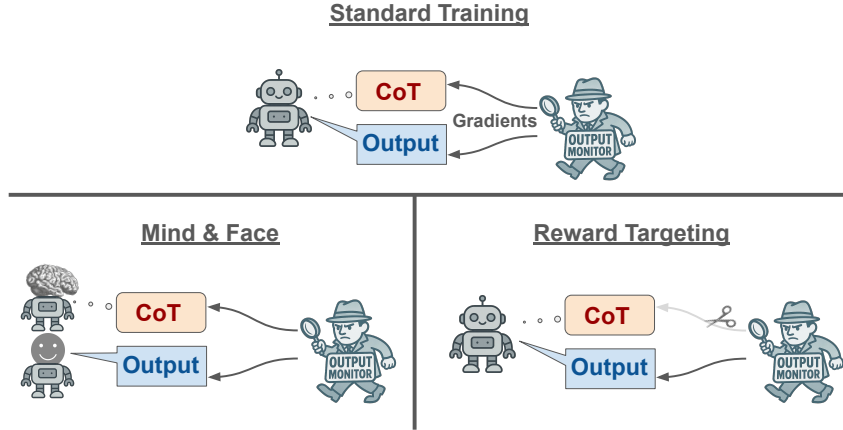 Standard Training
CoT
Gradients
Output
OUTPUT
MONITOR
Mind & Face
CoT
Output
OUTPUT
MONITOR
Reward Targeting
CoT
Output
OUTPUT
MONITOR